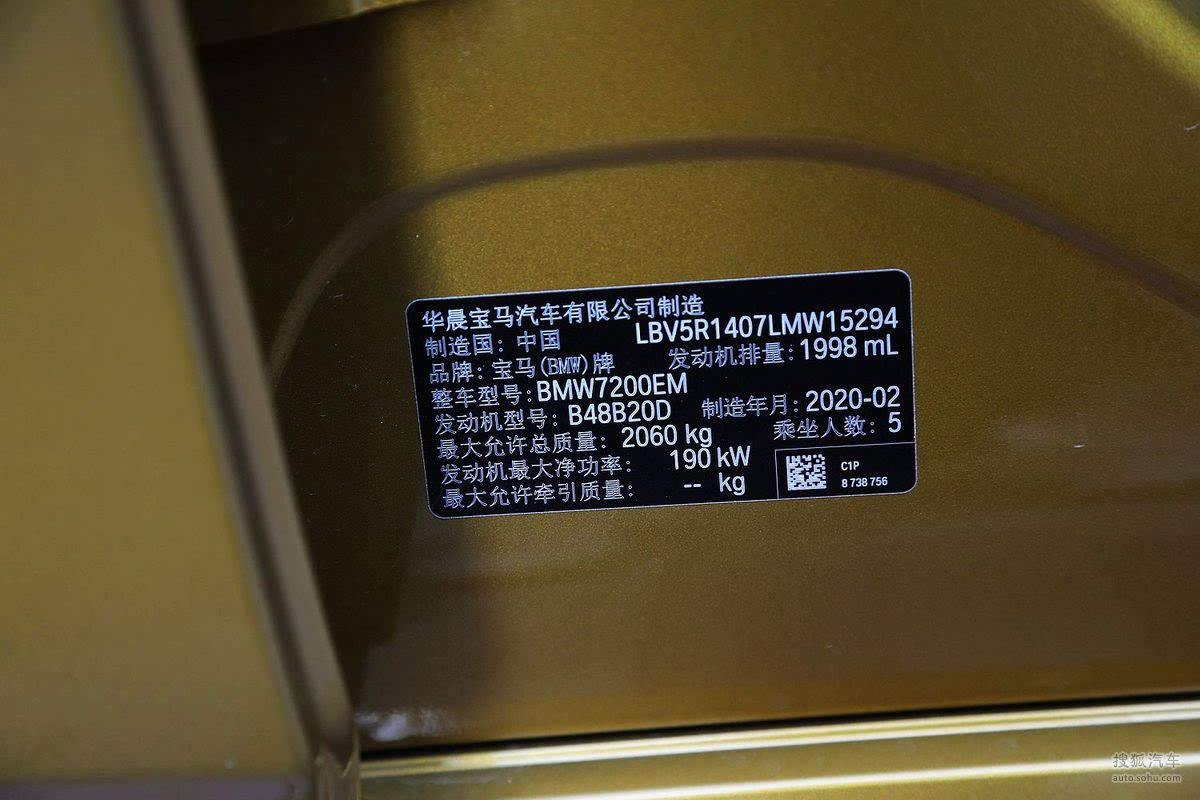 华晨宝马汽车有限公司制造
制造国: 中国 LBV5R1407LMW15294
品牌: 宝马(BMW)牌 发动机排量: 1998 mL
整车型号: BMW7200EM
发动机型号: B48B20D 制造年月: 2020-02
最大允许总质量: 2060 kg 乘坐人数: 5
发动机最大净功率: 190 kW
最大允许牵引质量: -- kg
C1P
8 738 756
搜狐汽车
auto.sohu.com